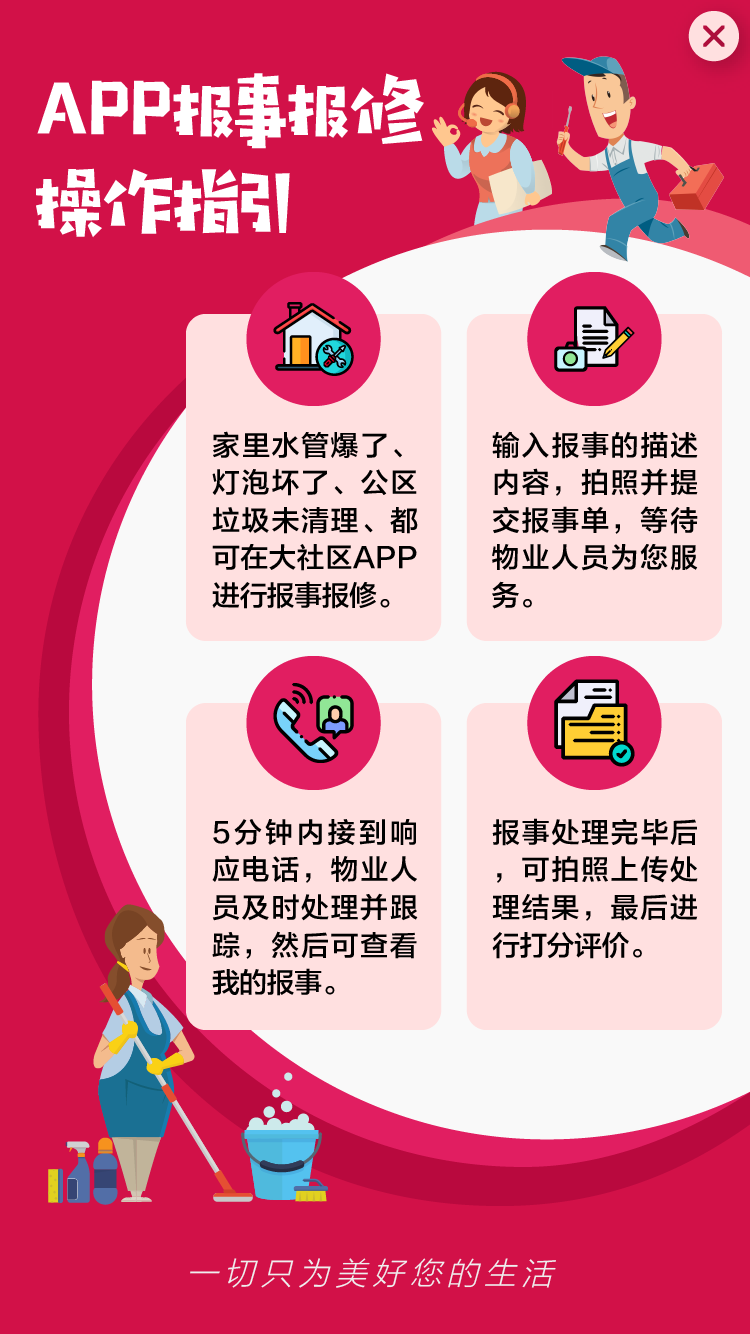 APP报事报修
操作指引
家里水管爆了、
灯泡坏了、公区
垃圾未清理、都
可在大社区APP
进行报事报修。
输入报事的描述
内容，拍照并提
交报事单，等待
物业人员为您服
务。
5分钟内接到响
应电话，物业人
员及时处理并跟
踪，然后可查看
我的报事。
报事处理完毕后
，可拍照上传处
理结果，最后进
行打分评价。
一切只为美好您的生活